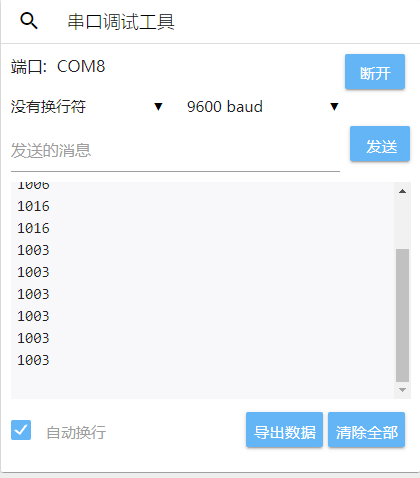 串口调试工具
端口: COM8
断开
没有换行符
9600 baud
发送的消息
发送
1006
1016
1016
1003
1003
1003
1003
1003
1003
自动换行
导出数据
清除全部